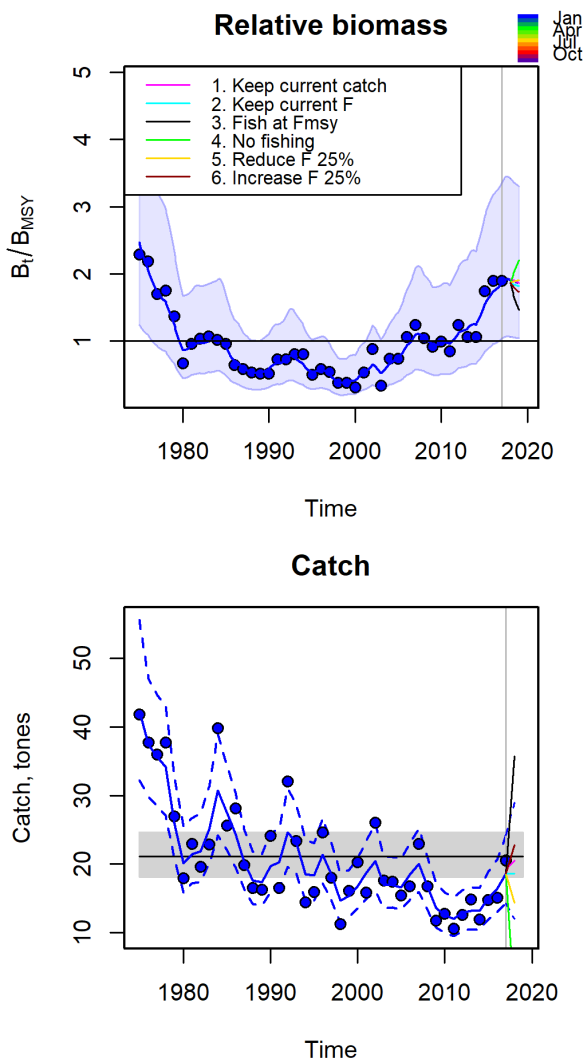 Relative biomass
Jan
Apr
Jul
Oct
5
4
3
2
1
B_t/B_MSY
1. Keep current catch
2. Keep current F
3. Fish at Fmsy
4. No fishing
5. Reduce F 25%
6. Increase F 25%
1980 1990 2000 2010 2020
Time
Catch
50
40
30
20
10
Catch, tones
1980 1990 2000 2010 2020
Time